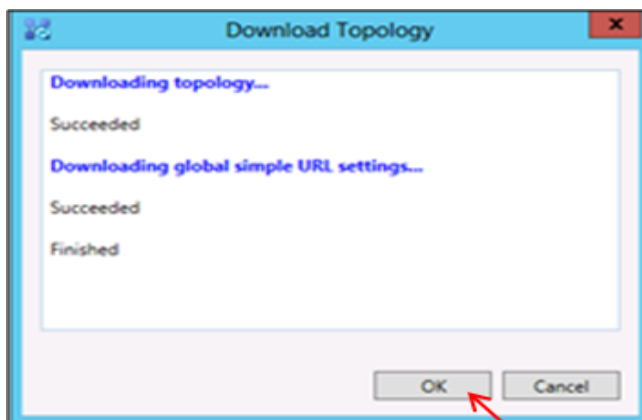 Download Topology
Downloading topology...
Succeeded
Downloading global simple URL settings...
Succeeded
Finished
OK
Cancel